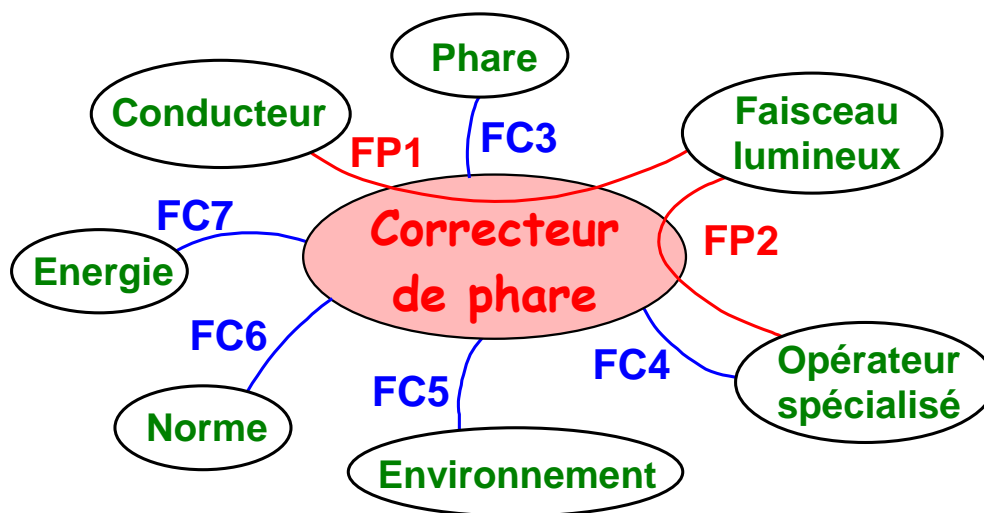 Phare
Conducteur
Faisceau
lumineux
FP1
FC3
FC7
Correcteur
de phare
FP2
Energie
FC6
FC5
FC4
Opérateur
spécialisé
Norme
Environnement